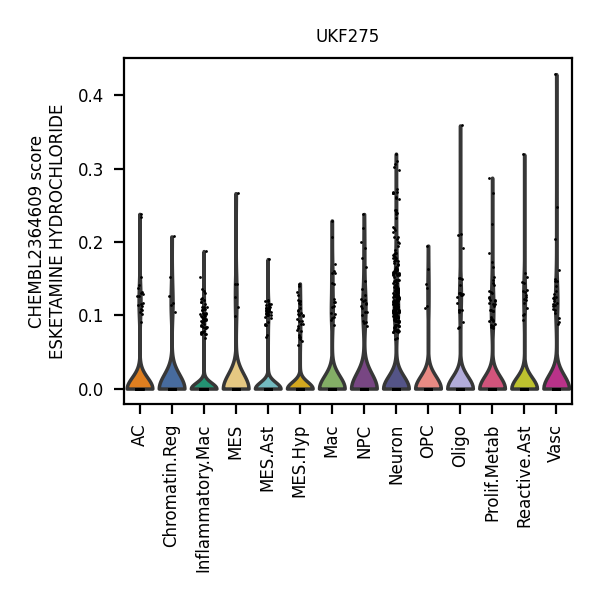 UKF275
CHEMBL2364609 score
ESKETAMINE HYDROCHLORIDE
0.4
0.3
0.2
0.1
0.0
AC
Chromatin.Reg
Inflammatory.Mac
MES
MES.Ast
MES.Hyp
Mac
NPC
Neuron
OPC
Oligo
Prolif.Metab
Reactive.Ast
Vasc